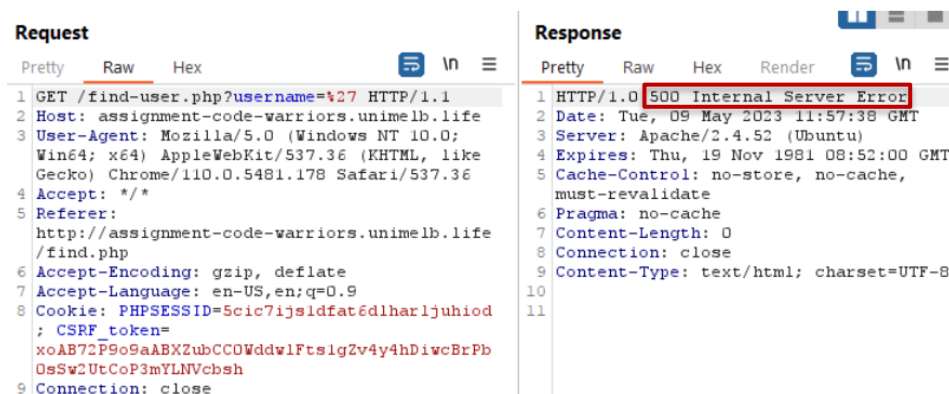 Request
Pretty Raw Hex \n
1 GET /find-user.php?username=%27 HTTP/1.1
2 Host: assignment-code-warriors.unimelb.life
3 User-Agent: Mozilla/5.0 (Windows NT 10.0;
Win64; x64) AppleWebKit/537.36 (KHTML, like
Gecko) Chrome/110.0.5481.178 Safari/537.36
4 Accept: */*
5 Referer:
http://assignment-code-warriors.unimelb.life
/find.php
6 Accept-Encoding: gzip, deflate
7 Accept-Language: en-US,en;q=0.9
8 Cookie: PHPSESSID=5cic7ijs1dfat6dlharljuhiod
; CSRF_token=
xoAB72P9o9aABXZubCCOWddwlFts1gZv4y4hDiwcBrPb
OsSw2UtCoP3mYLNVcbsh
9 Connection: close
Response
Pretty Raw Hex Render \n
1 HTTP/1.0 500 Internal Server Error
2 Date: Tue, 09 May 2023 11:57:38 GMT
3 Server: Apache/2.4.52 (Ubuntu)
4 Expires: Thu, 19 Nov 1981 08:52:00 GMT
5 Cache-Control: no-store, no-cache,
must-revalidate
6 Pragma: no-cache
7 Content-Length: 0
8 Connection: close
9 Content-Type: text/html; charset=UTF-8
10
11